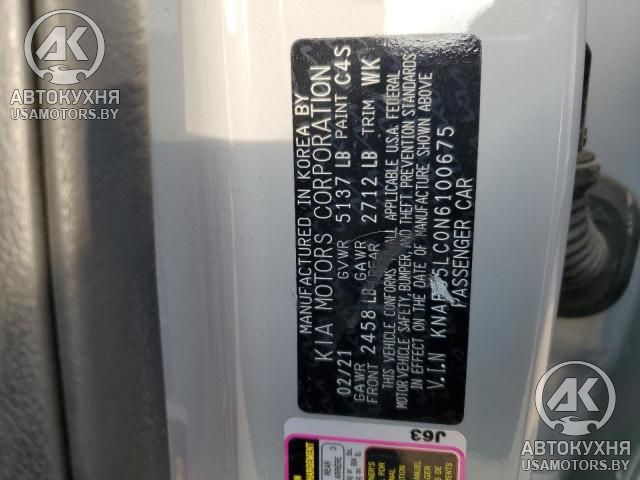 АВТОКУХНЯ
USAMOTORS.BY
MANUFACTURED IN KOREA BY
KIA MOTORS CORPORATION
02/21 GVWR 5137 LB PAINT C4S
GAWR FRONT 2458 LB GAWR REAR 2712 LB TRIM WK
THIS VEHICLE CONFORMS TO ALL APPLICABLE U.S.A. FEDERAL
MOTOR VEHICLE SAFETY, BUMPER, AND THEFT PREVENTION STANDARDS
IN EFFECT ON THE DATE OF MANUFACTURE SHOWN ABOVE
V.I.N 5LC0N6100675
PASSENGER CAR
J63
REAR
ARRIERE
АВТОКУХНЯ
USAMOTORS.BY